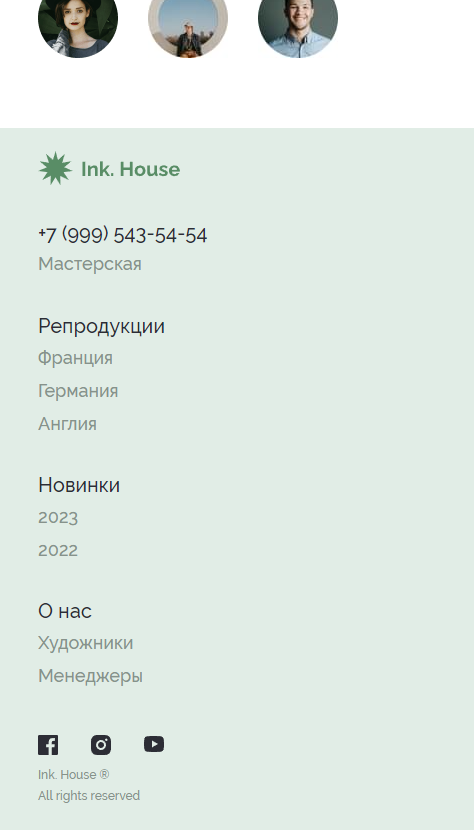 Ink. House
+7 (999) 543-54-54
Мастерская
Репродукции
Франция
Германия
Англия
Новинки
2023
2022
О нас
Художники
Менеджеры
Ink. House ®
All rights reserved